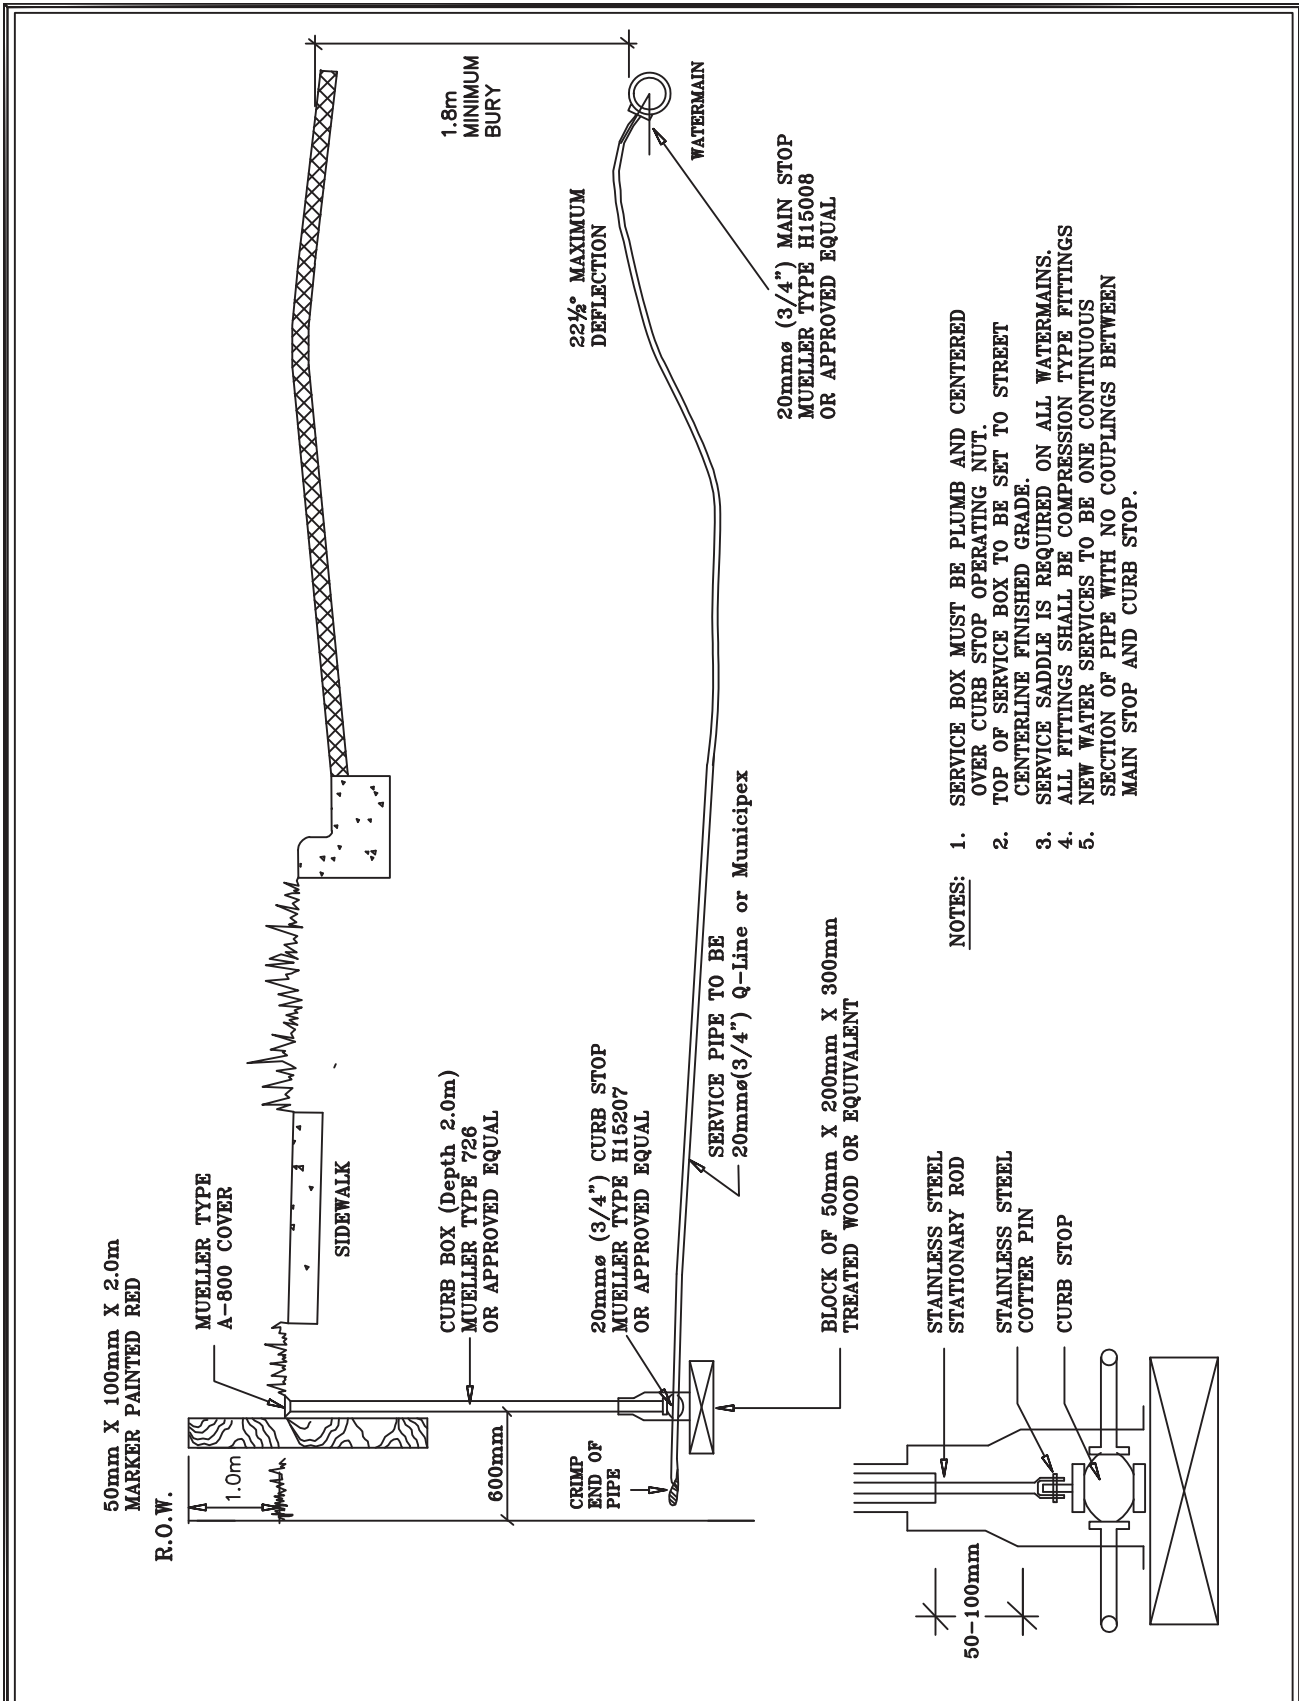 50mm X 100mm X 2.0m
MARKER PAINTED RED
R.O.W.
1.0m
MUELLER TYPE
A-800 COVER
SIDEWALK
CURB BOX (Depth 2.0m)
MUELLER TYPE 726
OR APPROVED EQUAL
600mm
CRIMP
END OF
PIPE
20mmø (3/4") CURB STOP
MUELLER TYPE H15207
OR APPROVED EQUAL
SERVICE PIPE TO BE
20mmø(3/4") Q-Line or Municipex
BLOCK OF 50mm X 200mm X 300mm
TREATED WOOD OR EQUIVALENT
1.8m
MINIMUM
BURY
22½° MAXIMUM
DEFLECTION
WATERMAIN
20mmø (3/4") MAIN STOP
MUELLER TYPE H15008
OR APPROVED EQUAL
STAINLESS STEEL
STATIONARY ROD
STAINLESS STEEL
COTTER PIN
CURB STOP
50-100mm
NOTES: 1. SERVICE BOX MUST BE PLUMB AND CENTERED
OVER CURB STOP OPERATING NUT.
2. TOP OF SERVICE BOX TO BE SET TO STREET
CENTERLINE FINISHED GRADE.
3. SERVICE SADDLE IS REQUIRED ON ALL WATERMAINS.
4. ALL FITTINGS SHALL BE COMPRESSION TYPE FITTINGS
5. NEW WATER SERVICES TO BE ONE CONTINUOUS
SECTION OF PIPE WITH NO COUPLINGS BETWEEN
MAIN STOP AND CURB STOP.